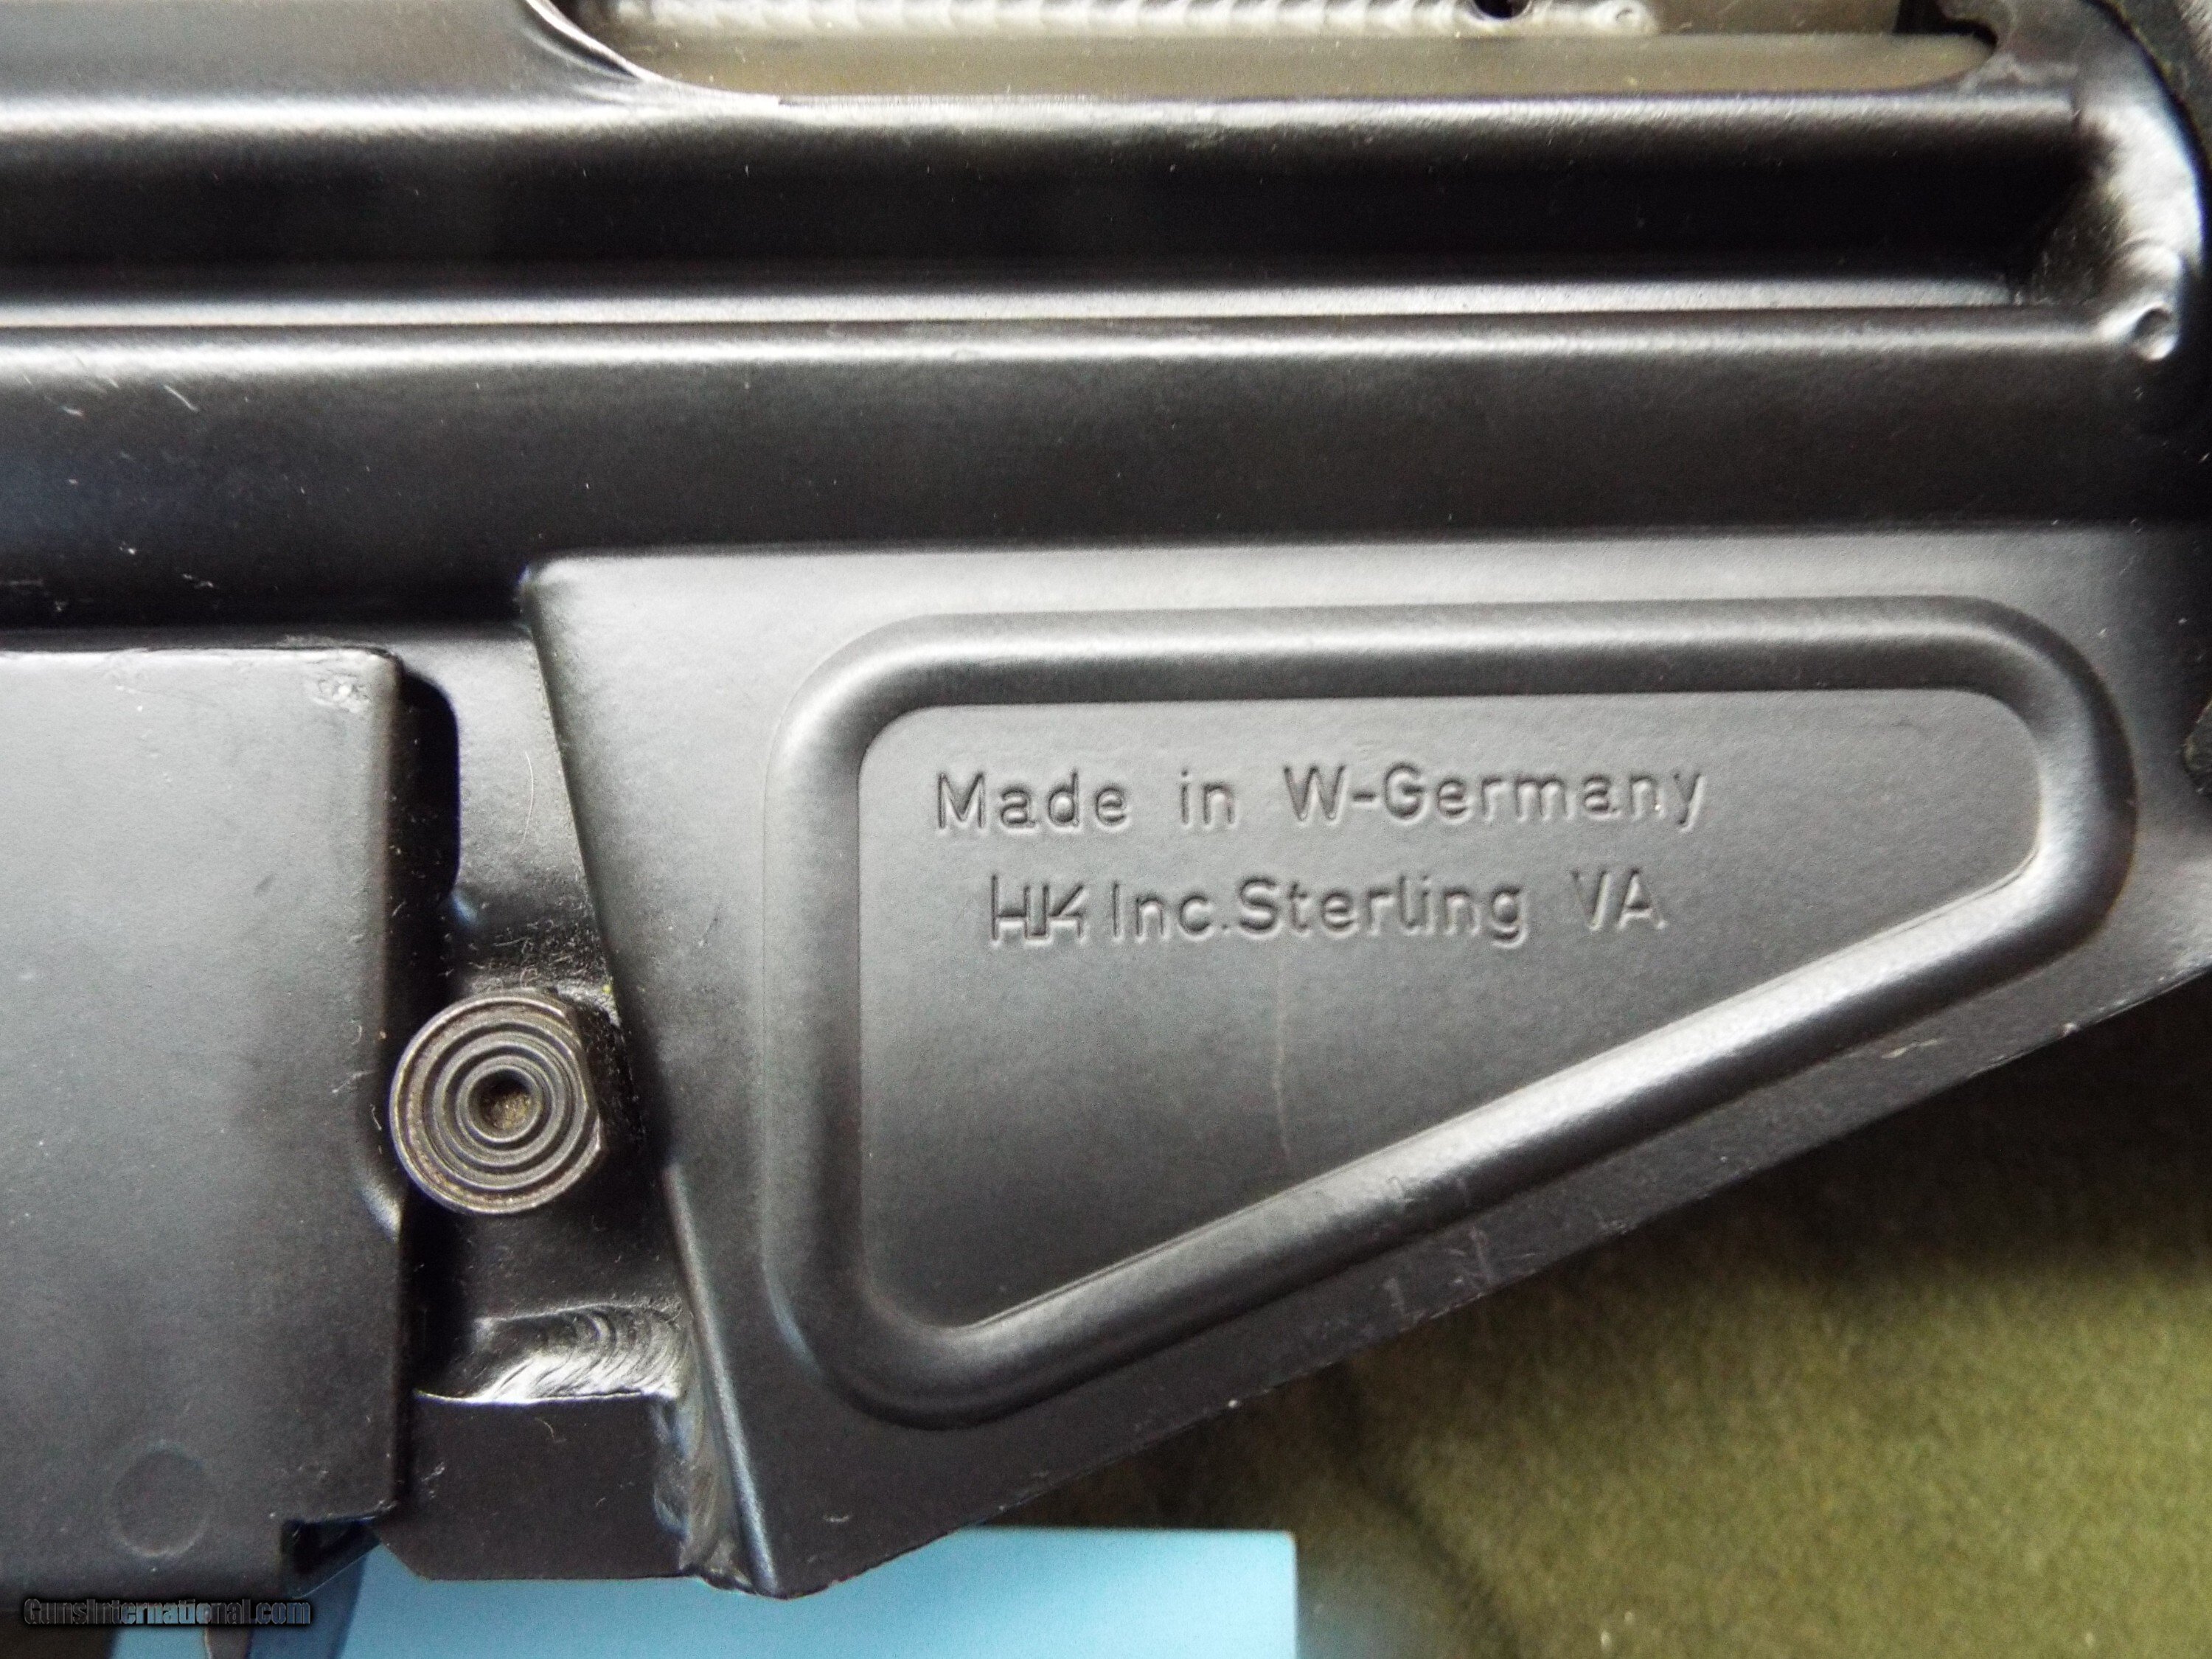 Made in W-Germany
HK Inc. Sterling VA
GunsInternational.com